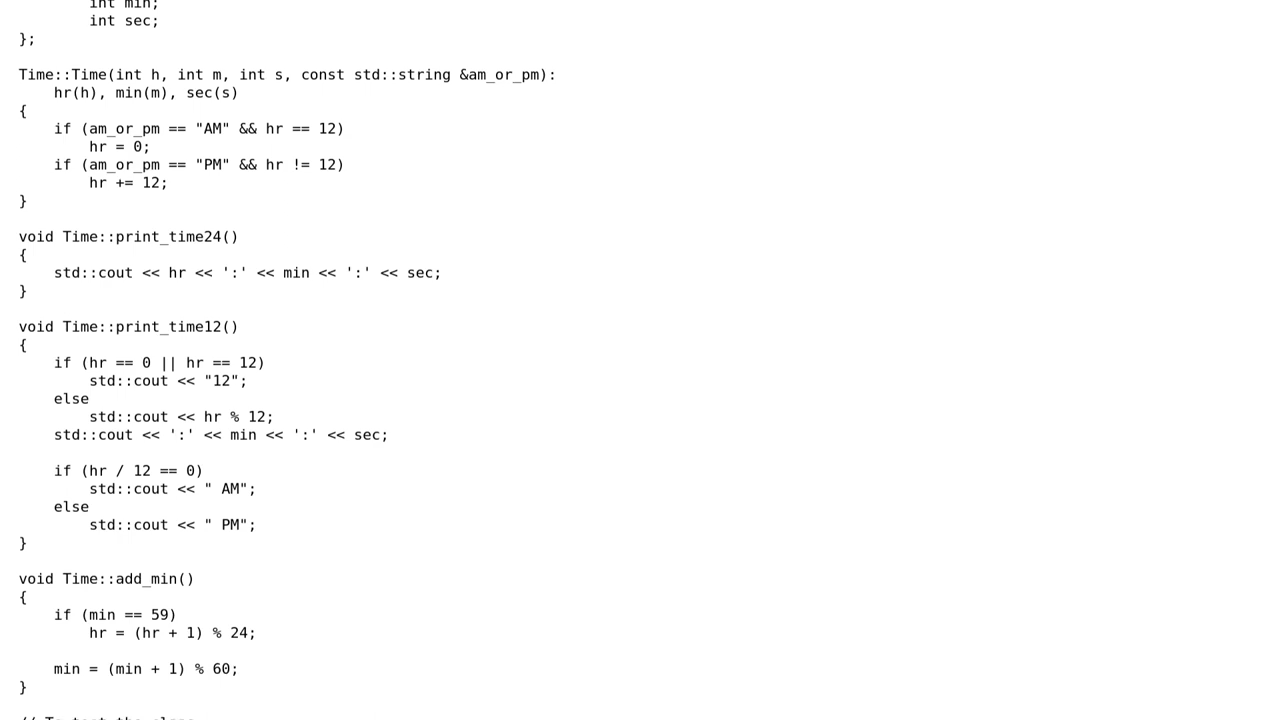 int min;
        int sec;
};

Time::Time(int h, int m, int s, const std::string &am_or_pm):
    hr(h), min(m), sec(s)
{
    if (am_or_pm == "AM" && hr == 12)
        hr = 0;
    if (am_or_pm == "PM" && hr != 12)
        hr += 12;
}

void Time::print_time24()
{
    std::cout << hr << ':' << min << ':' << sec;
}

void Time::print_time12()
{
    if (hr == 0 || hr == 12)
        std::cout << "12";
    else
        std::cout << hr % 12;
    std::cout << ':' << min << ':' << sec;

    if (hr / 12 == 0)
        std::cout << " AM";
    else
        std::cout << " PM";
}

void Time::add_min()
{
    if (min == 59)
        hr = (hr + 1) % 24;

    min = (min + 1) % 60;
}

// To test the class